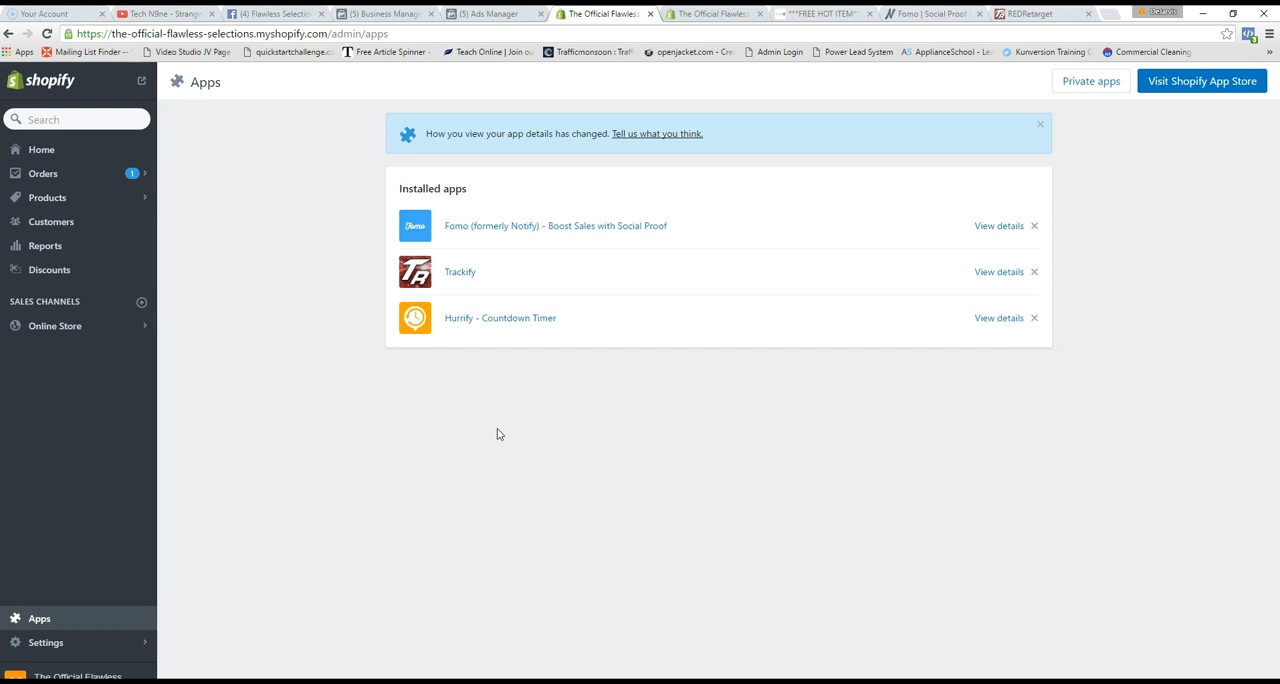 Your Account
Tech N9ne - Strange
(4) Flawless Selectio
(5) Business Manage
(5) Ads Manager
The Official Flawless
The Official Flawless
***FREE HOT ITEM**
Fomo | Social Proof
REDRetarget
DeJarvis
https://the-official-flawless-selections.myshopify.com/admin/apps
Apps
Mailing List Finder --
Video Studio JV Page
quickstartchallenge.c
Free Article Spinner -
Teach Online | Join ou
Trafficmonsoon : Traf
openjacket.com - Cre
Admin Login
Power Lead System
ApplianceSchool - Le
Kunversion Training C
Commercial Cleaning
»
shopify
Apps
Private apps
Visit Shopify App Store
Search
How you view your app details has changed. Tell us what you think.
Home
Orders
1
Products
Customers
Reports
Discounts
SALES CHANNELS
Online Store
Installed apps
Fomo
Fomo (formerly Notify) - Boost Sales with Social Proof
View details
TA
Trackify
View details
Hurrify - Countdown Timer
View details
Apps
Settings
The Official Flawless